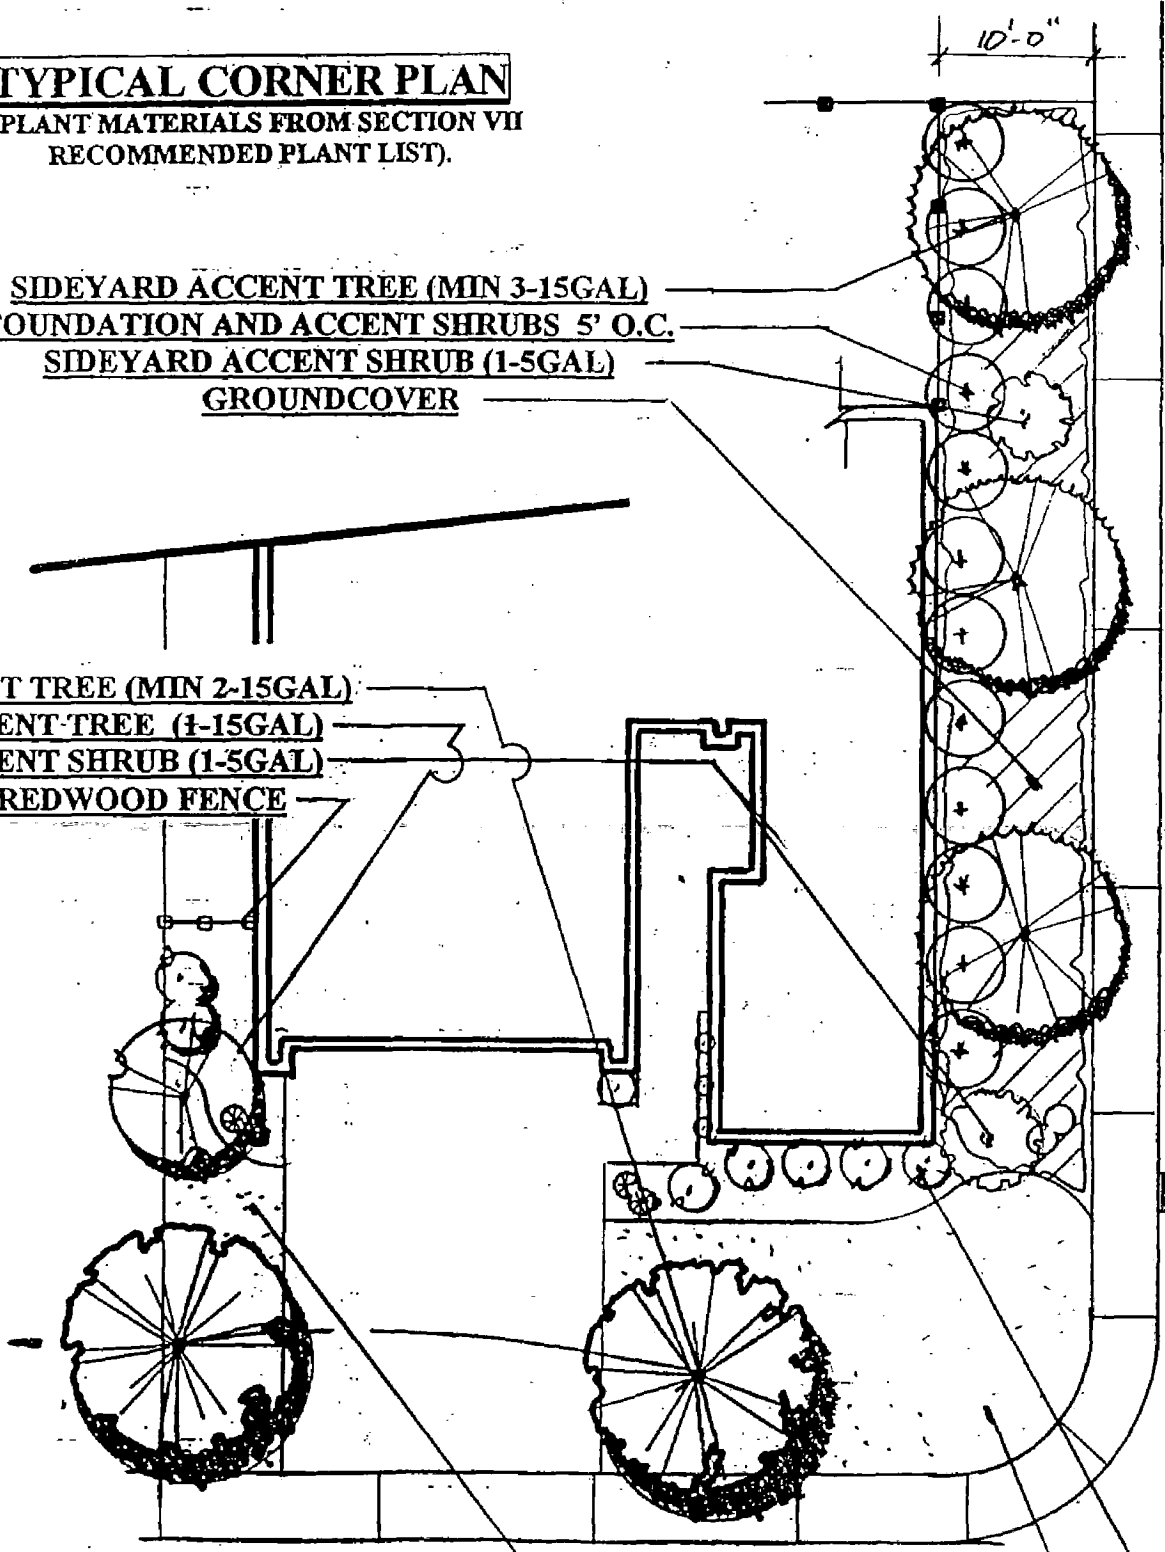 10'-0"
TYPICAL CORNER PLAN
PLANT MATERIALS FROM SECTION VII
RECOMMENDED PLANT LIST).
SIDEYARD ACCENT TREE (MIN 3-15GAL)
OUNDATION AND ACCENT SHRUBS 5' O.C.
SIDEYARD ACCENT SHRUB (1-5GAL)
GROUNDCOVER
T TREE (MIN 2-15GAL)
ENT TREE (1-15GAL)
ENT SHRUB (1-5GAL)
REDWOOD FENCE